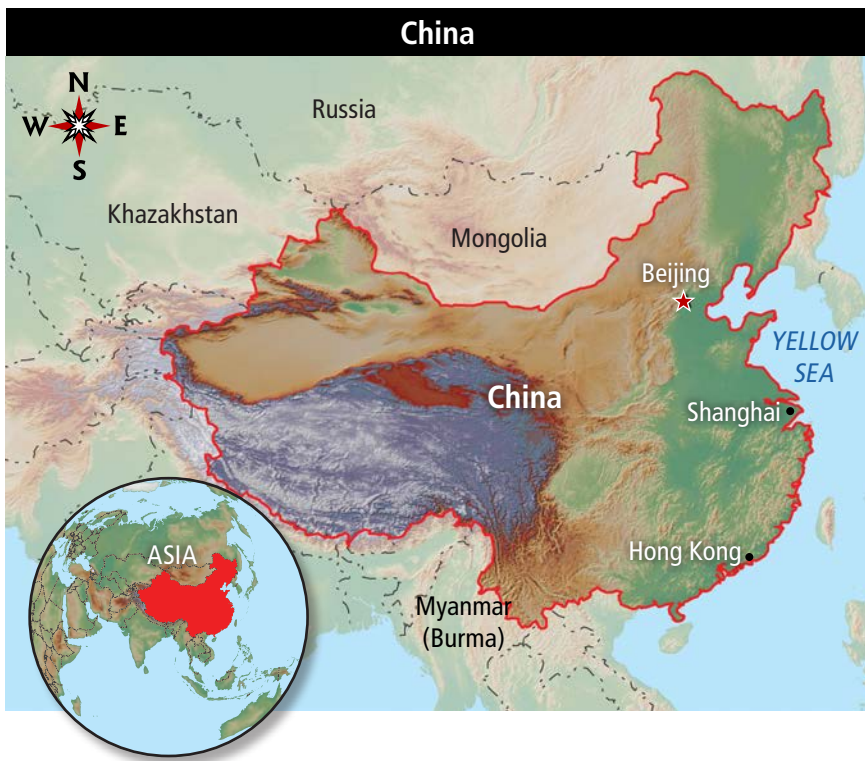 China
N
W E
S
Russia
Khazakhstan
Mongolia
Beijing
YELLOW
SEA
China
Shanghai
ASIA
Hong Kong
Myanmar
(Burma)